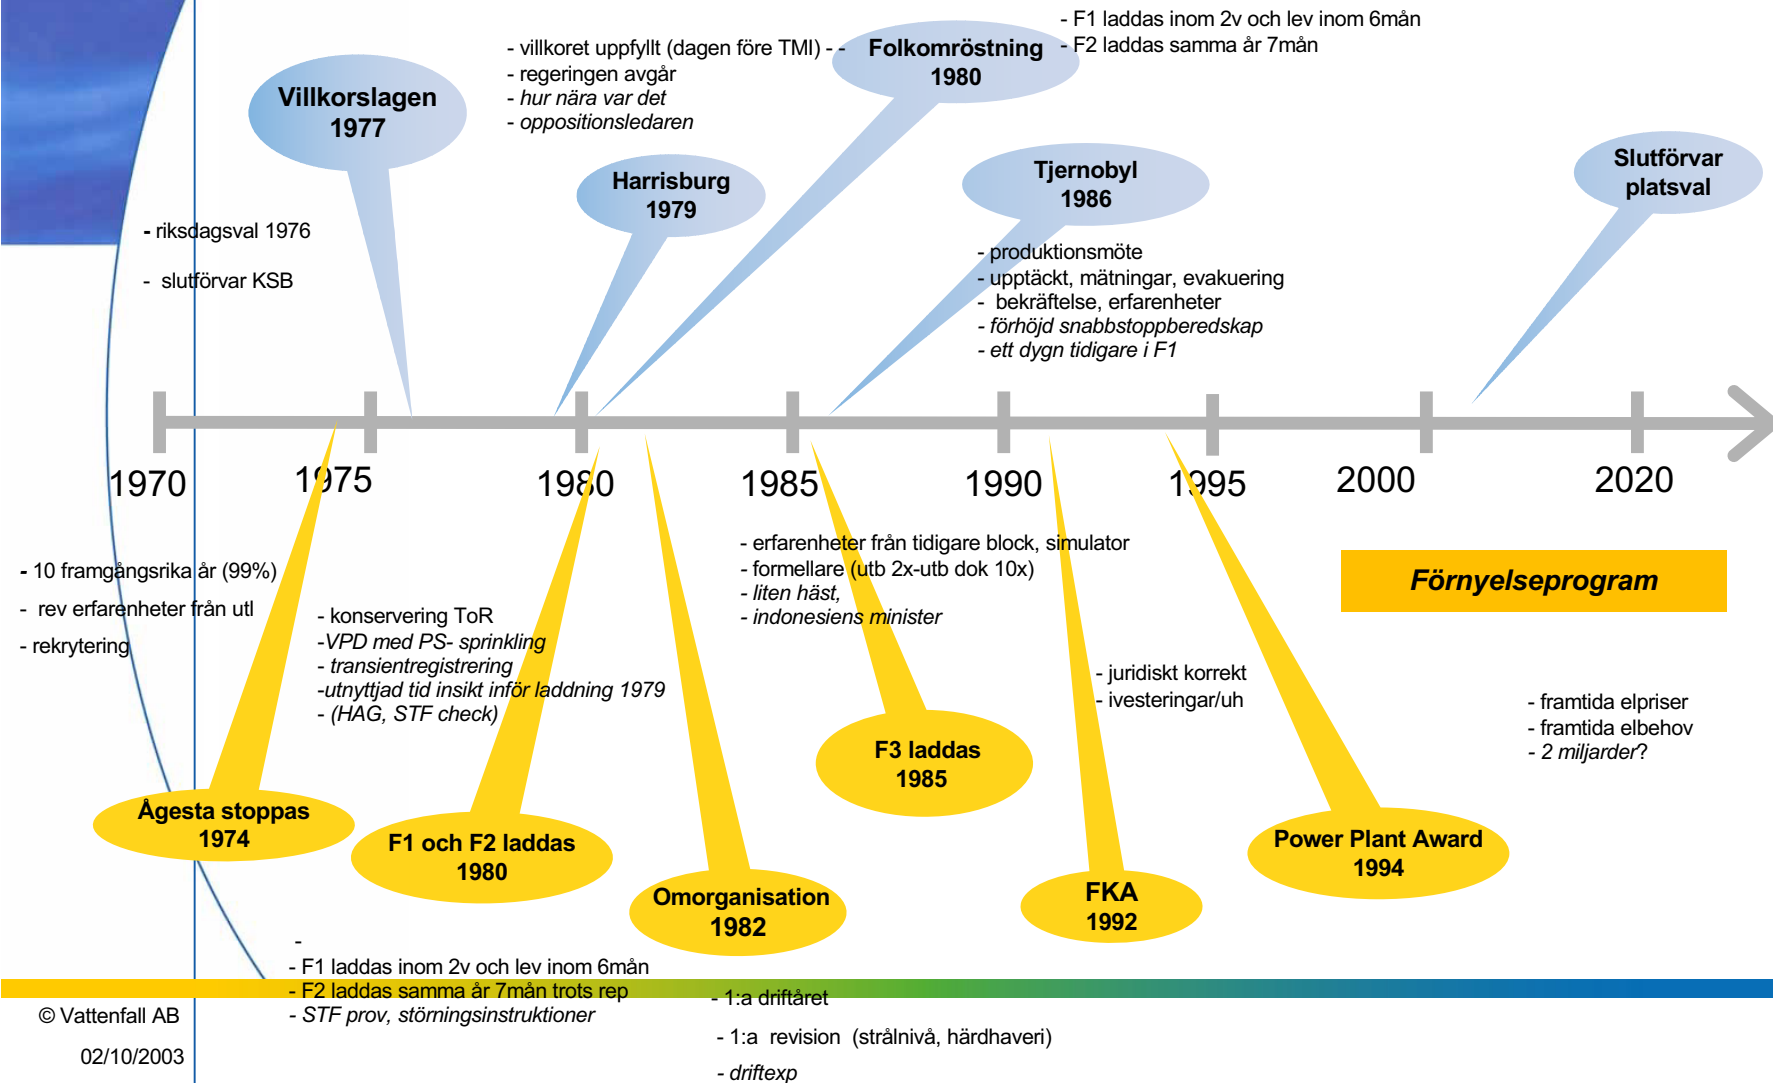 - F1 laddas inom 2v och lev inom 6mån
- F2 laddas samma år 7mån
- villkoret uppfyllt (dagen före TMI) - -
- regeringen avgår
- hur nära var det
- oppositionsledaren
Folkomröstning
1980
Villkorslagen
1977
Harrisburg
1979
Tjernobyl
1986
Slutförvar
platsval
- riksdagsval 1976
- slutförvar KSB
- produktionsmöte
- upptäckt, mätningar, evakuering
- bekräftelse, erfarenheter
- förhöjd snabbstoppberedskap
- ett dygn tidigare i F1
1970
1975
1980
1985
1990
1995
2000
2020
- 10 framgångsrika år (99%)
- rev erfarenheter från utl
- rekrytering
- konservering ToR
-VPD med PS- sprinkling
- transientregistrering
-utnyttjad tid insikt inför laddning 1979
- (HAG, STF check)
- erfarenheter från tidigare block, simulator
- formellare (utb 2x-utb dok 10x)
- liten häst,
- indonesiens minister
Förnyelseprogram
- juridiskt korrekt
- ivesteringar/uh
- framtida elpriser
- framtida elbehov
- 2 miljarder?
Ågesta stoppas
1974
F1 och F2 laddas
1980
Omorganisation
1982
F3 laddas
1985
FKA
1992
Power Plant Award
1994
-
- F1 laddas inom 2v och lev inom 6mån
- F2 laddas samma år 7mån trots rep
- STF prov, störningsinstruktioner
- 1:a driftåret
- 1:a revision (strålnivå, härdhaveri)
- driftexp
© Vattenfall AB
02/10/2003